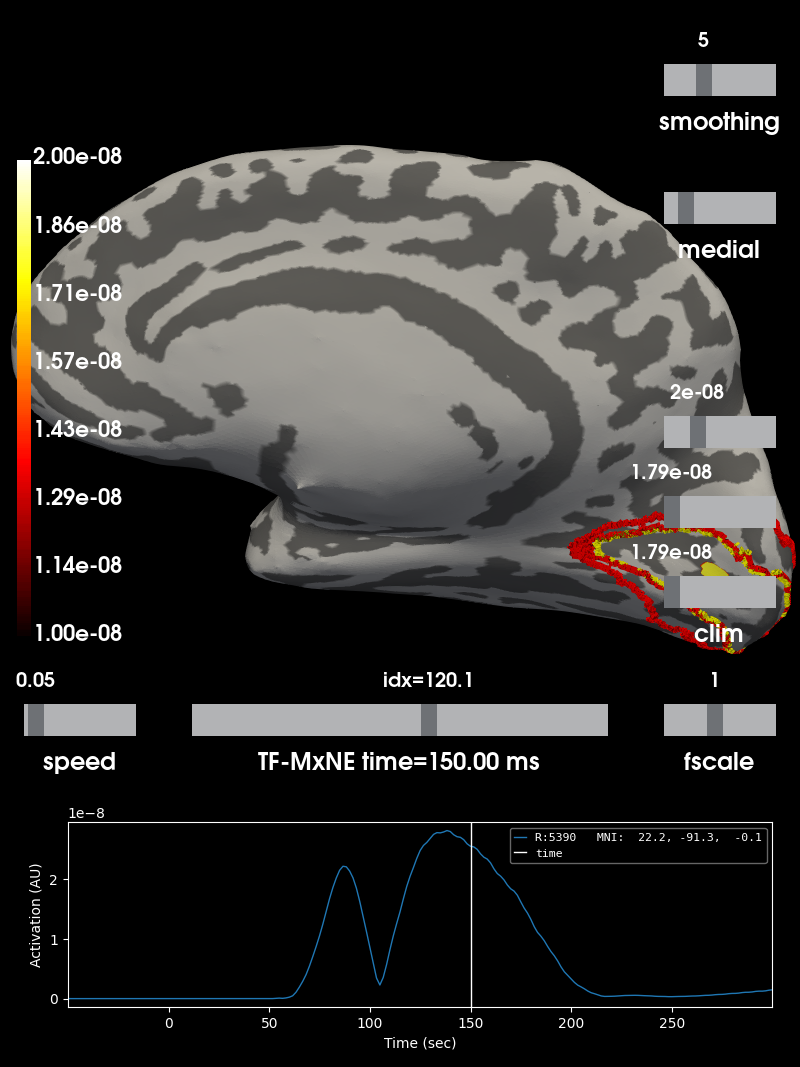 5
smoothing
2.00e-08
1.86e-08
medial
1.71e-08
1.57e-08
2e-08
1.43e-08
1.79e-08
1.29e-08
1.79e-08
1.14e-08
1.00e-08
clim
0.05
idx=120.1
1
speed
TF-MxNE time=150.00 ms
fscale
1e−8
R:5390 MNI: 22.2, -91.3, -0.1
time
Activation (AU)
2
1
0
0 50 100 150 200 250
Time (sec)